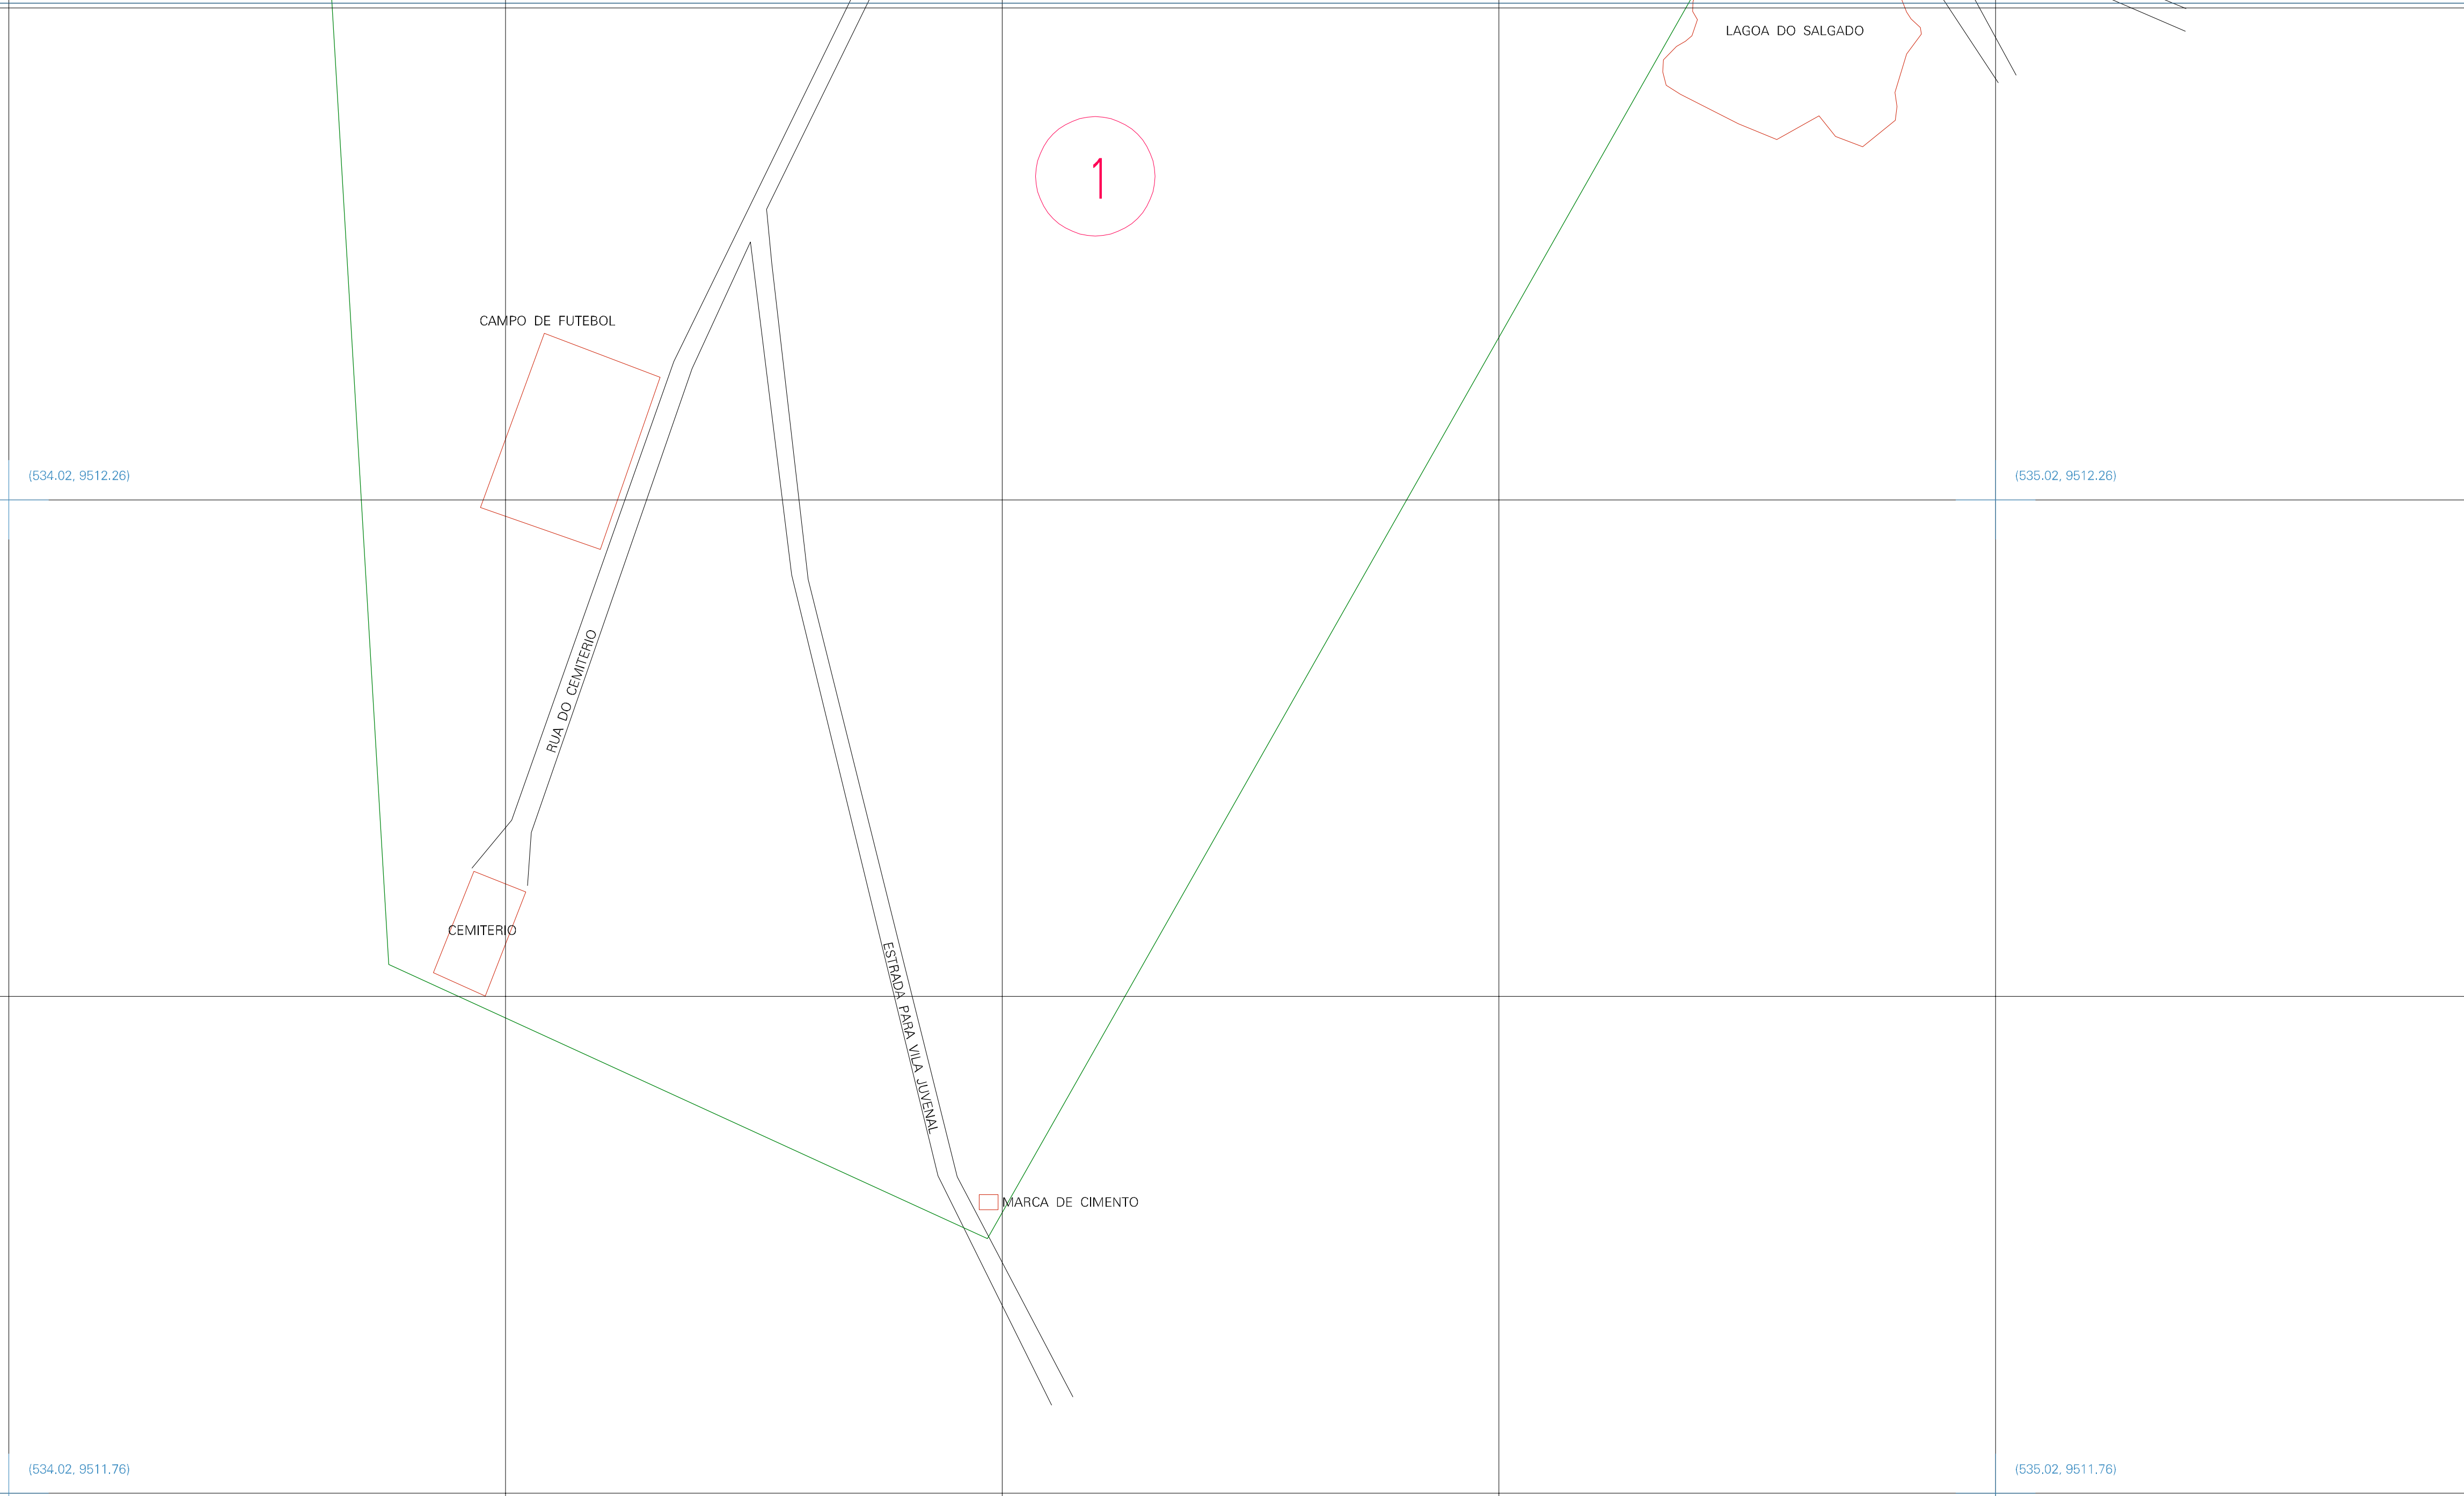 LAGOA DO SALGADO
1
CAMPO DE FUTEBOL
(534.02, 9512.26)
(535.02, 9512.26)
RUA DO CEMITERIO
CEMITERIO
ESTRADA PARA VILA JUVENAL
MARCA DE CIMENTO
(534.02, 9511.76)
(535.02, 9511.76)